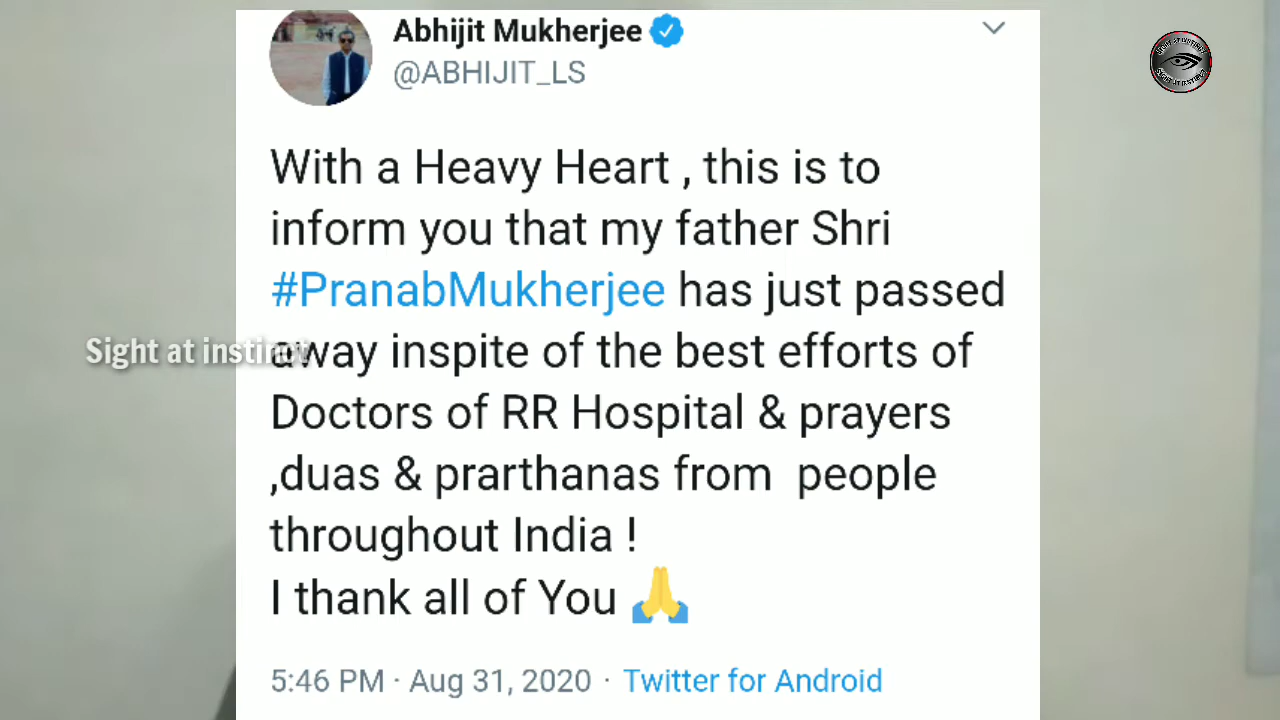 Abhijit Mukherjee
@ABHIJIT_LS
With a Heavy Heart , this is to
inform you that my father Shri
#PranabMukherjee has just passed
away inspite of the best efforts of
Doctors of RR Hospital & prayers
,duas & prarthanas from people
throughout India !
I thank all of You 🙏
5:46 PM · Aug 31, 2020 · Twitter for Android
Sight at instinct